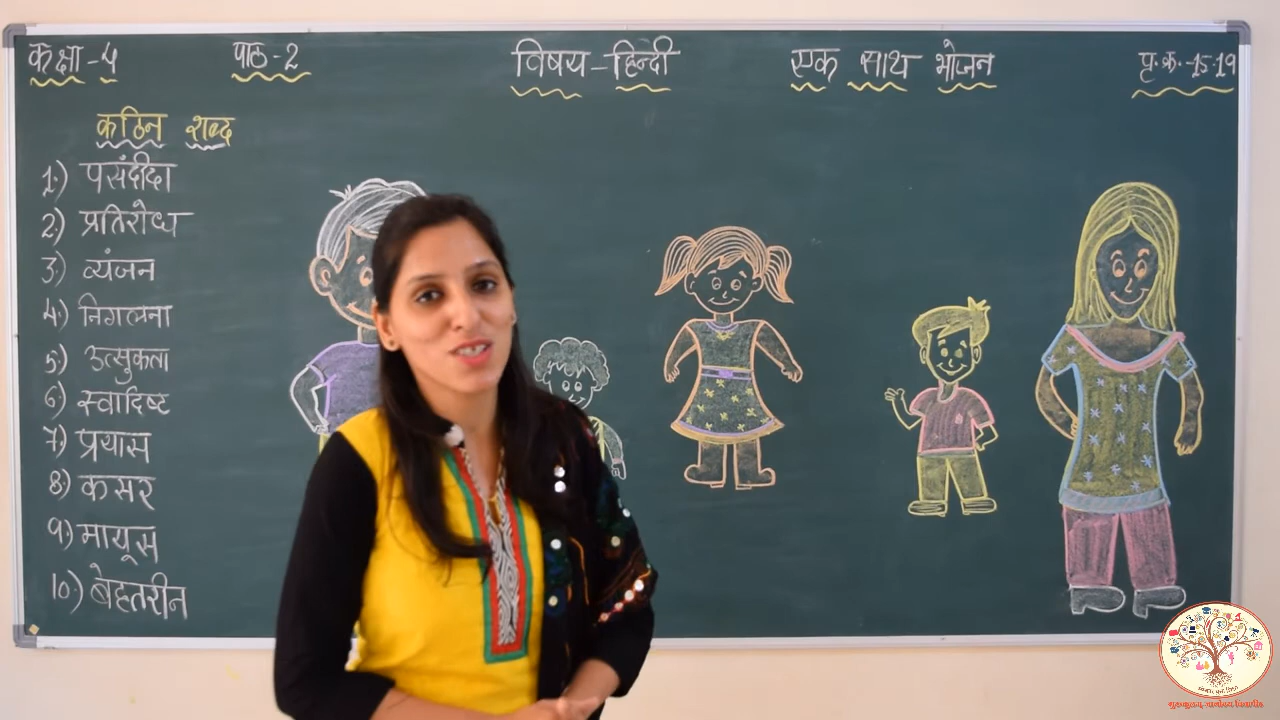 कक्षा-4 पाठ-2 विषय-हिन्दी एक साथ भोजन पृ.क्र.-15.19
कठिन शब्द
1.) पसंदीदा
2.) प्रतिरोध
3.) व्यंजन
4.) निगलना
5.) उत्सुकता
6.) स्वादिष्ट
7.) प्रयास
8.) कसर
9.) मायूस
10.) बेहतरीन